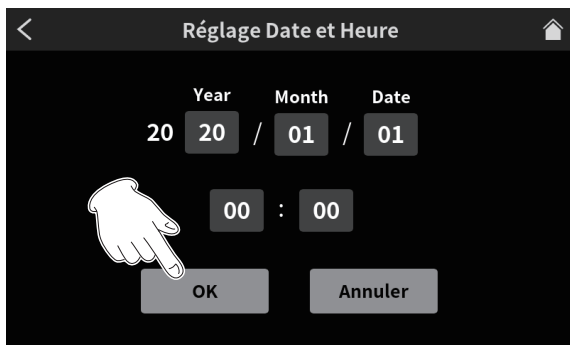 Réglage Date et Heure
Year Month Date
20 20 / 01 / 01
00 : 00
OK Annuler